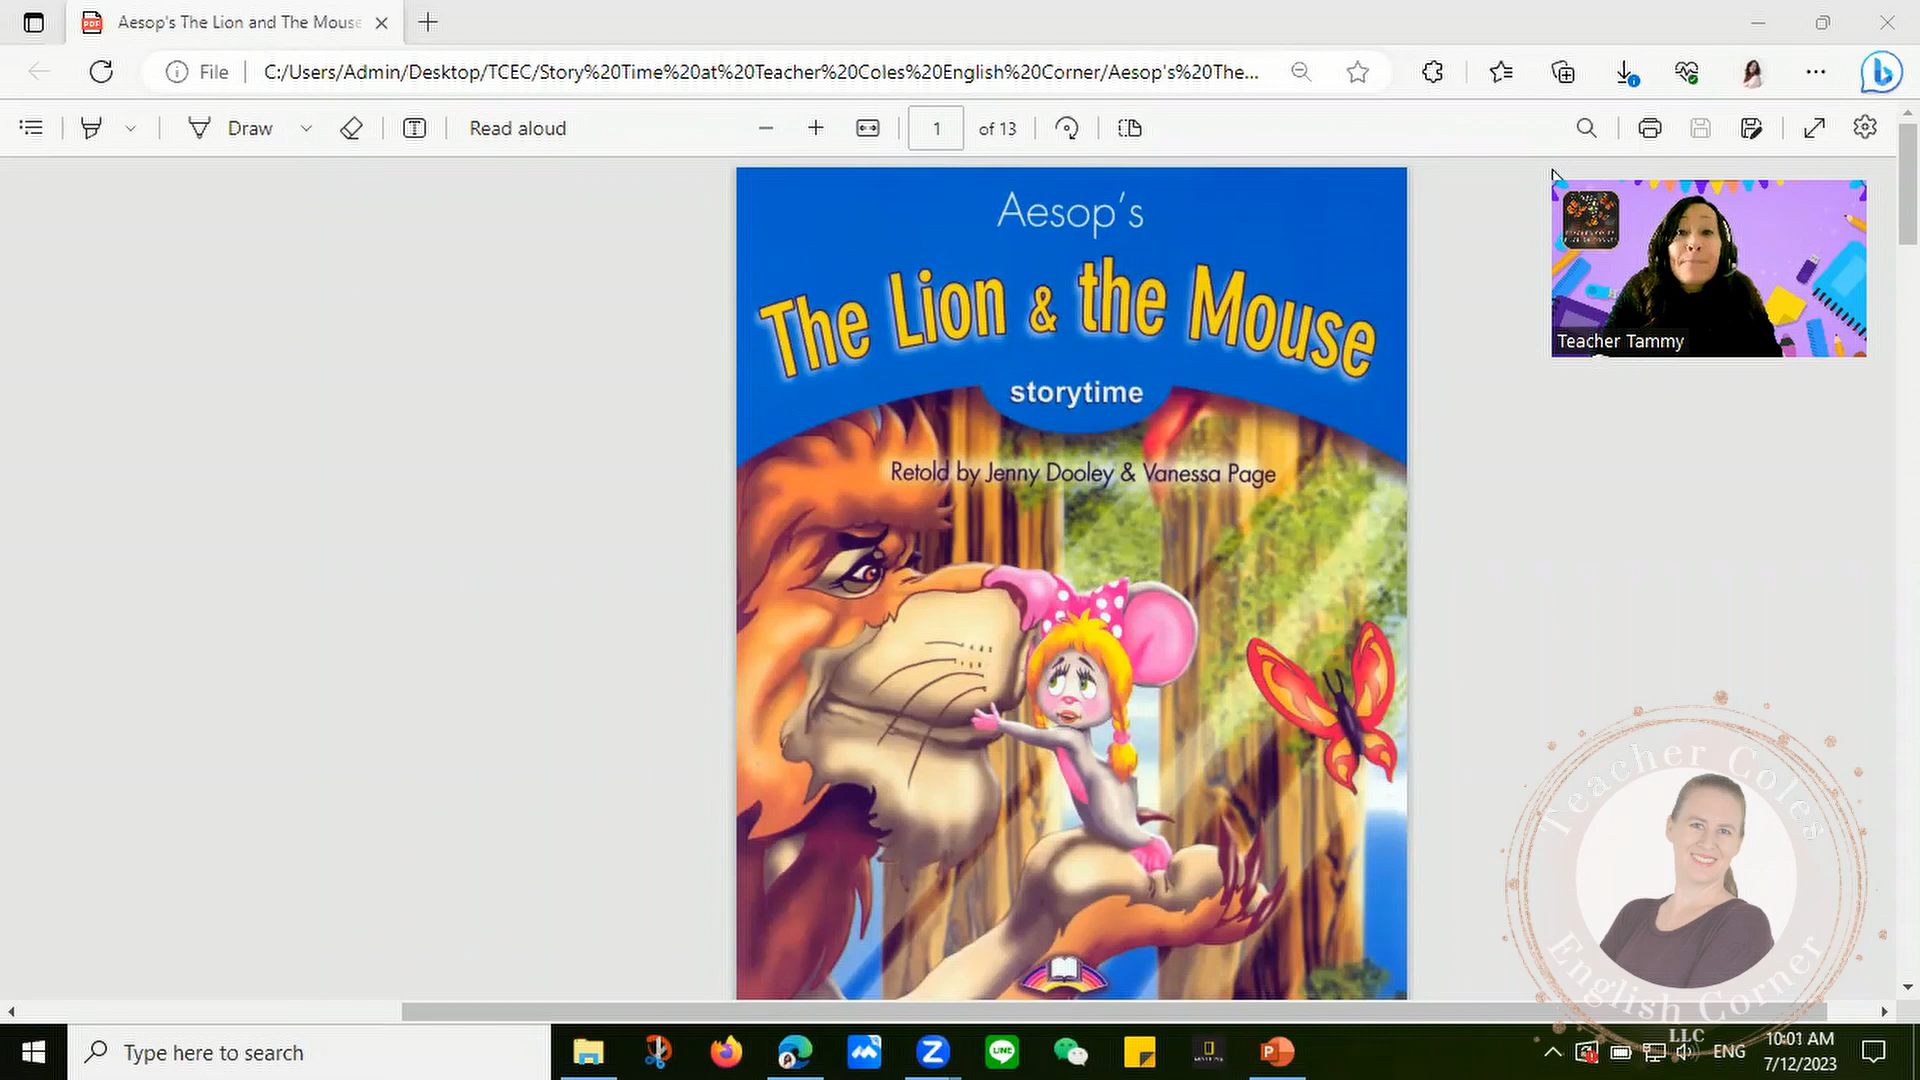 Aesop's The Lion and The Mouse
File
C:/Users/Admin/Desktop/TCEC/Story%20Time%20at%20Teacher%20Coles%20English%20Corner/Aesop's%20The...
Draw
Read aloud
1
of 13
Aesop's
The Lion & the Mouse
storytime
Retold by Jenny Dooley & Vanessa Page
Teacher Tammy
Teacher Coles
English Corner
LLC
Type here to search
ENG
10:01 AM
7/12/2023